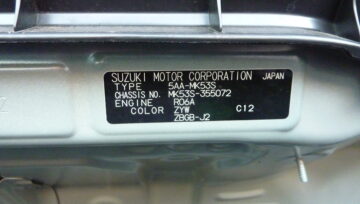 SUZUKI MOTOR CORPORATION JAPAN
TYPE 5AA-MK53S
CHASSIS NO. MK53S-355072
ENGINE R06A
COLOR ZYW C12
ZBGB-J2